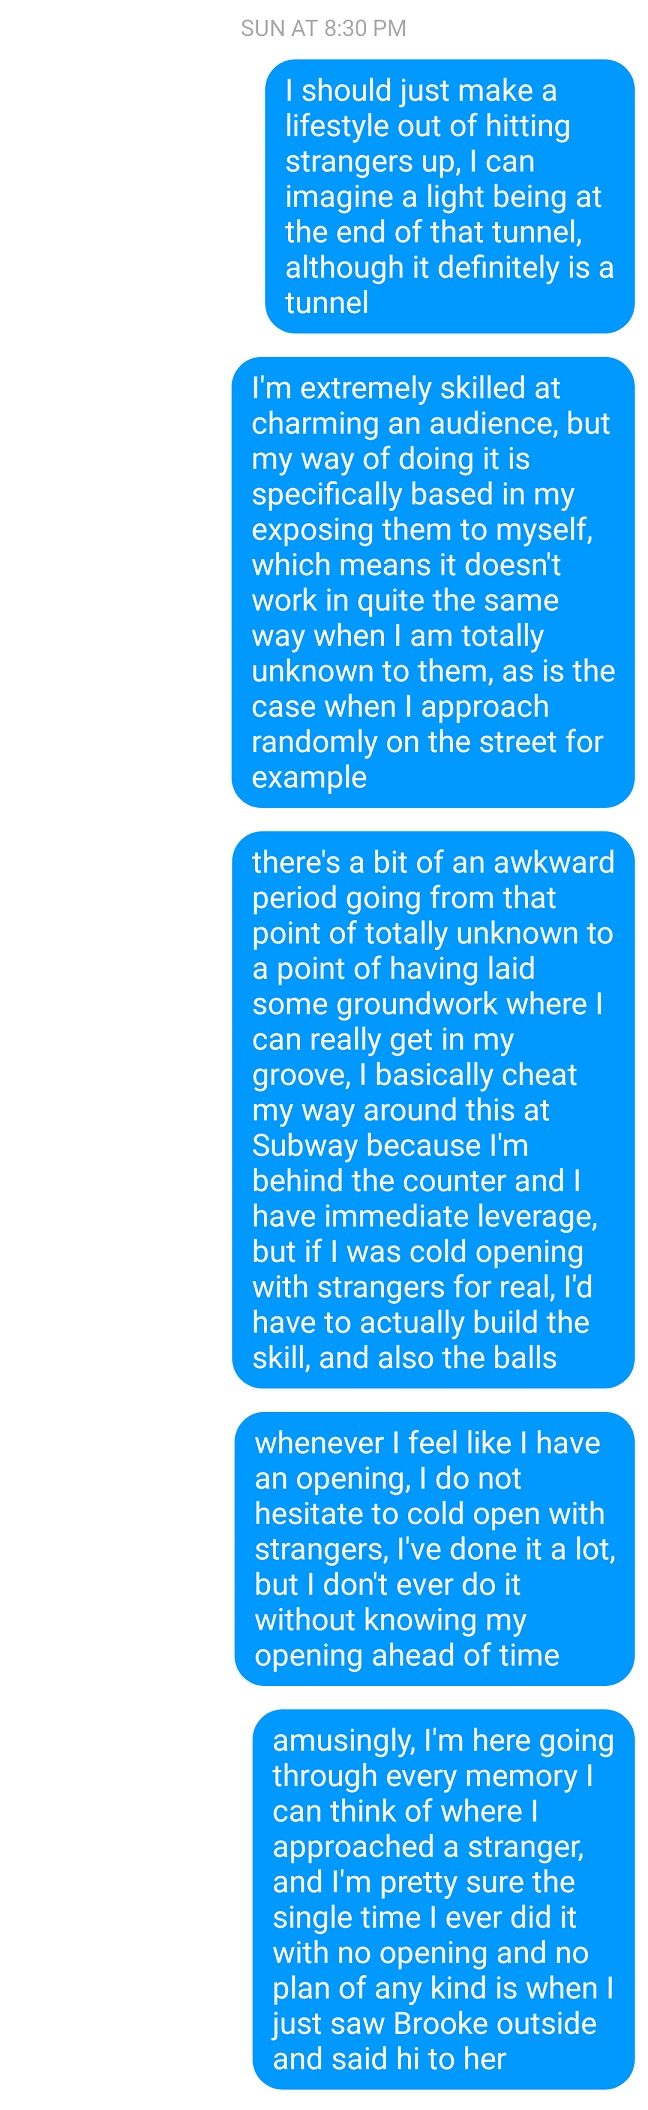 SUN AT 8:30 PM
I should just make a
lifestyle out of hitting
strangers up, I can
imagine a light being at
the end of that tunnel,
although it definitely is a
tunnel
I'm extremely skilled at
charming an audience, but
my way of doing it is
specifically based in my
exposing them to myself,
which means it doesn't
work in quite the same
way when I am totally
unknown to them, as is the
case when I approach
randomly on the street for
example
there's a bit of an awkward
period going from that
point of totally unknown to
a point of having laid
some groundwork where I
can really get in my
groove, I basically cheat
my way around this at
Subway because I'm
behind the counter and I
have immediate leverage,
but if I was cold opening
with strangers for real, I'd
have to actually build the
skill, and also the balls
whenever I feel like I have
an opening, I do not
hesitate to cold open with
strangers, I've done it a lot,
but I don't ever do it
without knowing my
opening ahead of time
amusingly, I'm here going
through every memory I
can think of where I
approached a stranger,
and I'm pretty sure the
single time I ever did it
with no opening and no
plan of any kind is when I
just saw Brooke outside
and said hi to her